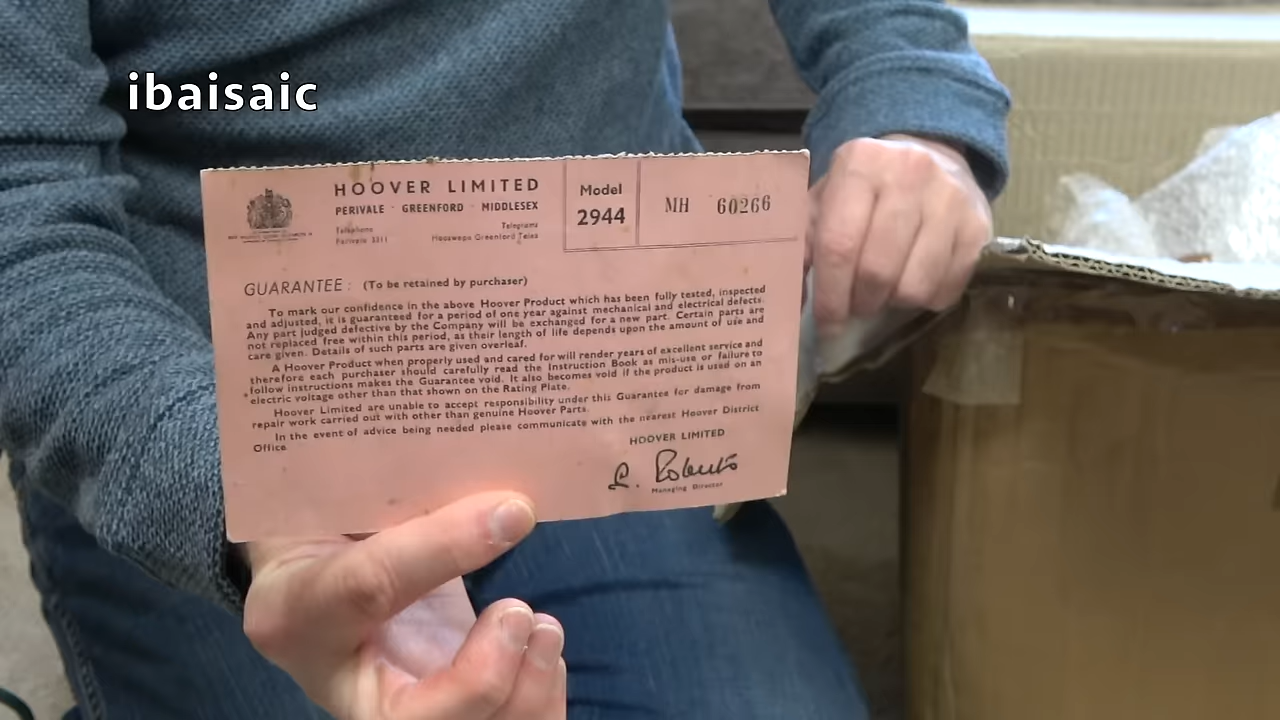 ibaisaic
HOOVER LIMITED
PERIVALE · GREENFORD · MIDDLESEX
Telephone Telegrams
Perivale 3311 Hoosweep Greenford Telex
Model
2944
MH 60266
GUARANTEE: (To be retained by purchaser)
To mark our confidence in the above Hoover Product which has been fully tested, inspected
and adjusted, it is guaranteed for a period of one year against mechanical and electrical defects.
Any part judged defective by the Company will be exchanged for a new part. Certain parts are
not replaced free within this period, as their length of life depends upon the amount of use and
care given. Details of such parts are given overleaf.
A Hoover Product when properly used and cared for will render years of excellent service and
therefore each purchaser should carefully read the Instruction Book as mis-use or failure to
follow instructions makes the Guarantee void. It also becomes void if the product is used on an
electric voltage other than that shown on the Rating Plate.
Hoover Limited are unable to accept responsibility under this Guarantee for damage from
repair work carried out with other than genuine Hoover Parts.
In the event of advice being needed please communicate with the nearest Hoover District
Office.
HOOVER LIMITED
Roberts
Managing Director